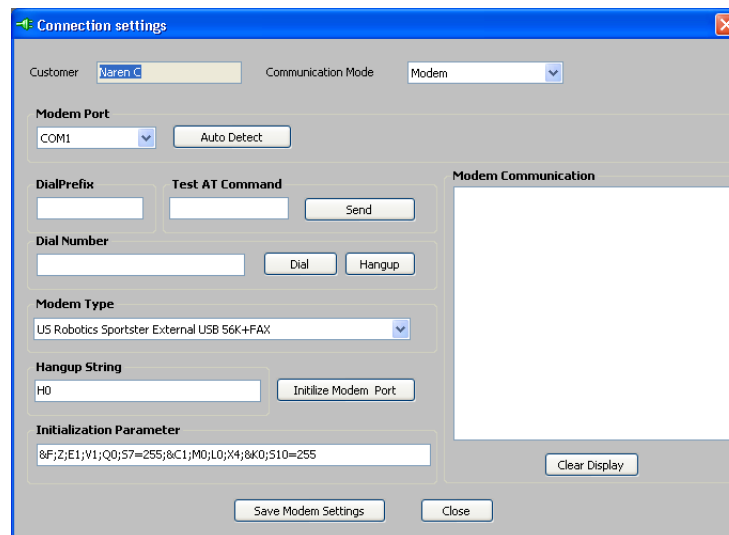 Connection settings
Customer Naren C Communication Mode Modem
Modem Port
COM1 Auto Detect
DialPrefix Test AT Command Modem Communication
Send
Dial Number
Dial Hangup
Modem Type
US Robotics Sportster External USB 56K+FAX
Hangup String
H0 Initilize Modem Port
Initialization Parameter
&F;Z;E1;V1;Q0;S7=255;&C1;M0;L0;X4;&K0;S10=255
Clear Display
Save Modem Settings Close